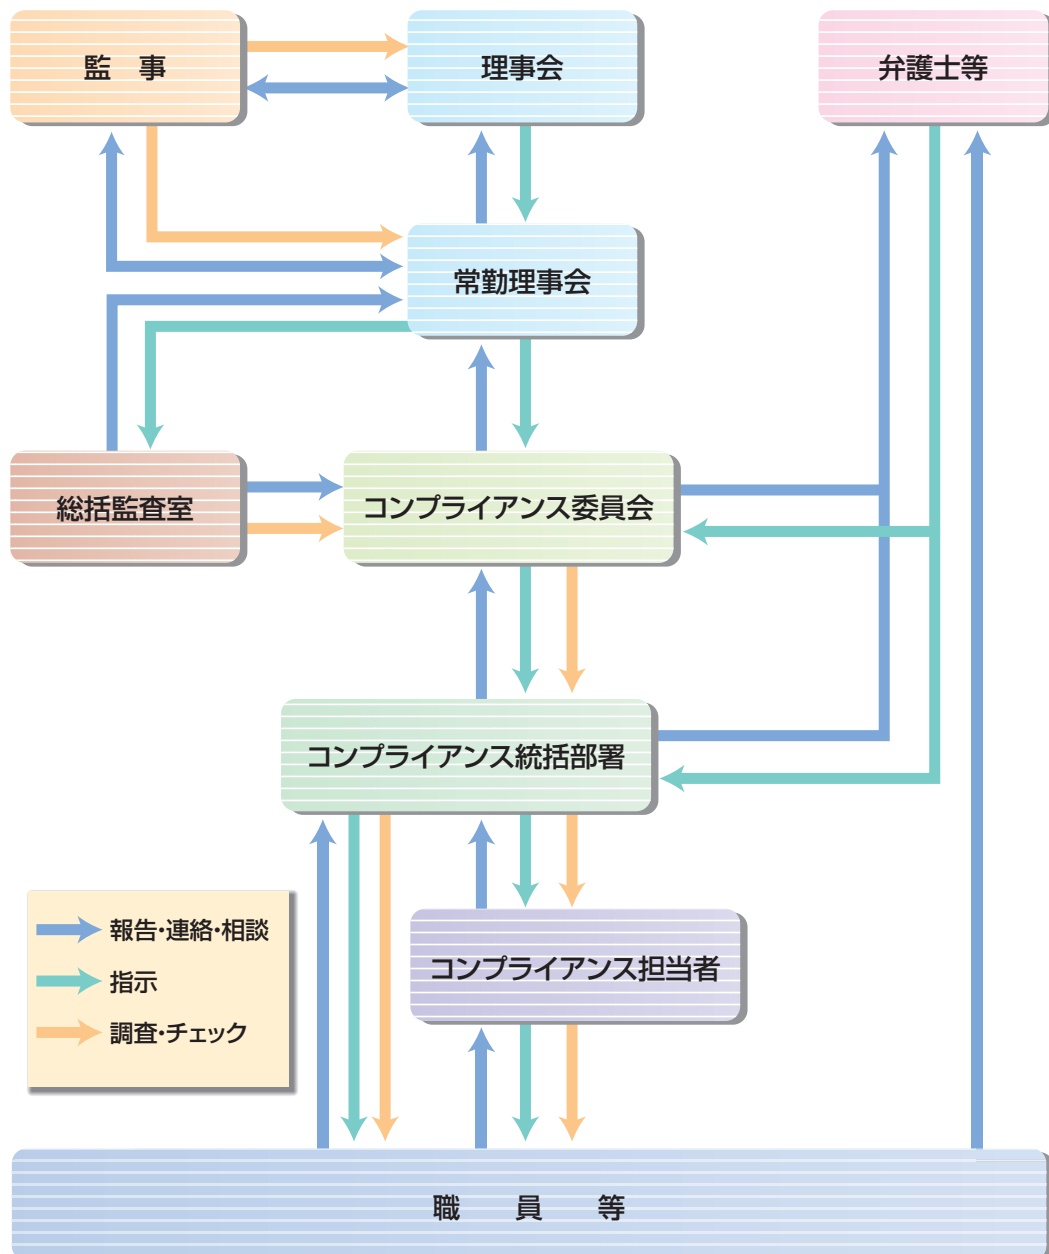 監　事
理事会
弁護士等
常勤理事会
総括監査室
コンプライアンス委員会
コンプライアンス統括部署
報告・連絡・相談
指示
調査・チェック
コンプライアンス担当者
職　員　等